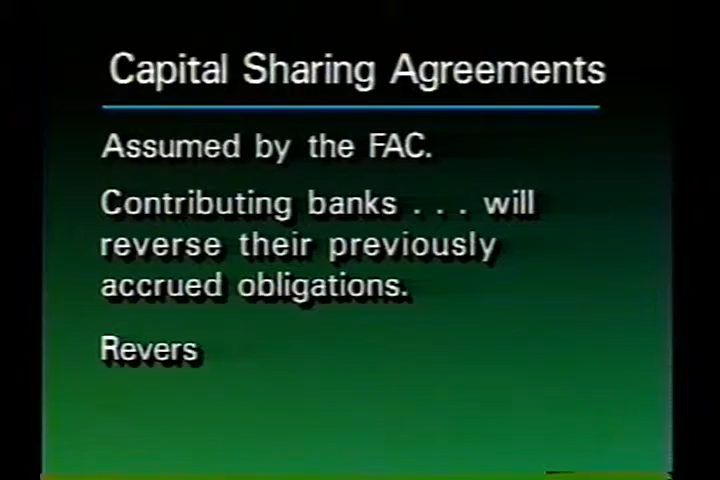 Capital Sharing Agreements
Assumed by the FAC.
Contributing banks . . . will
reverse their previously
accrued obligations.
Revers